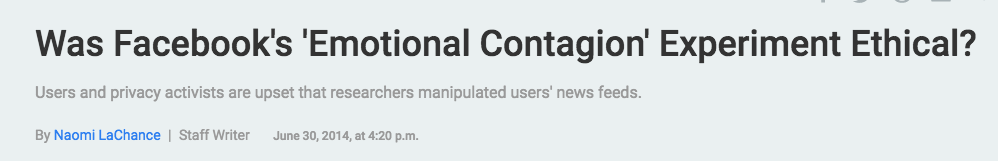 Was Facebook's 'Emotional Contagion' Experiment Ethical?
Users and privacy activists are upset that researchers manipulated users' news feeds.
By Naomi LaChance | Staff Writer June 30, 2014, at 4:20 p.m.